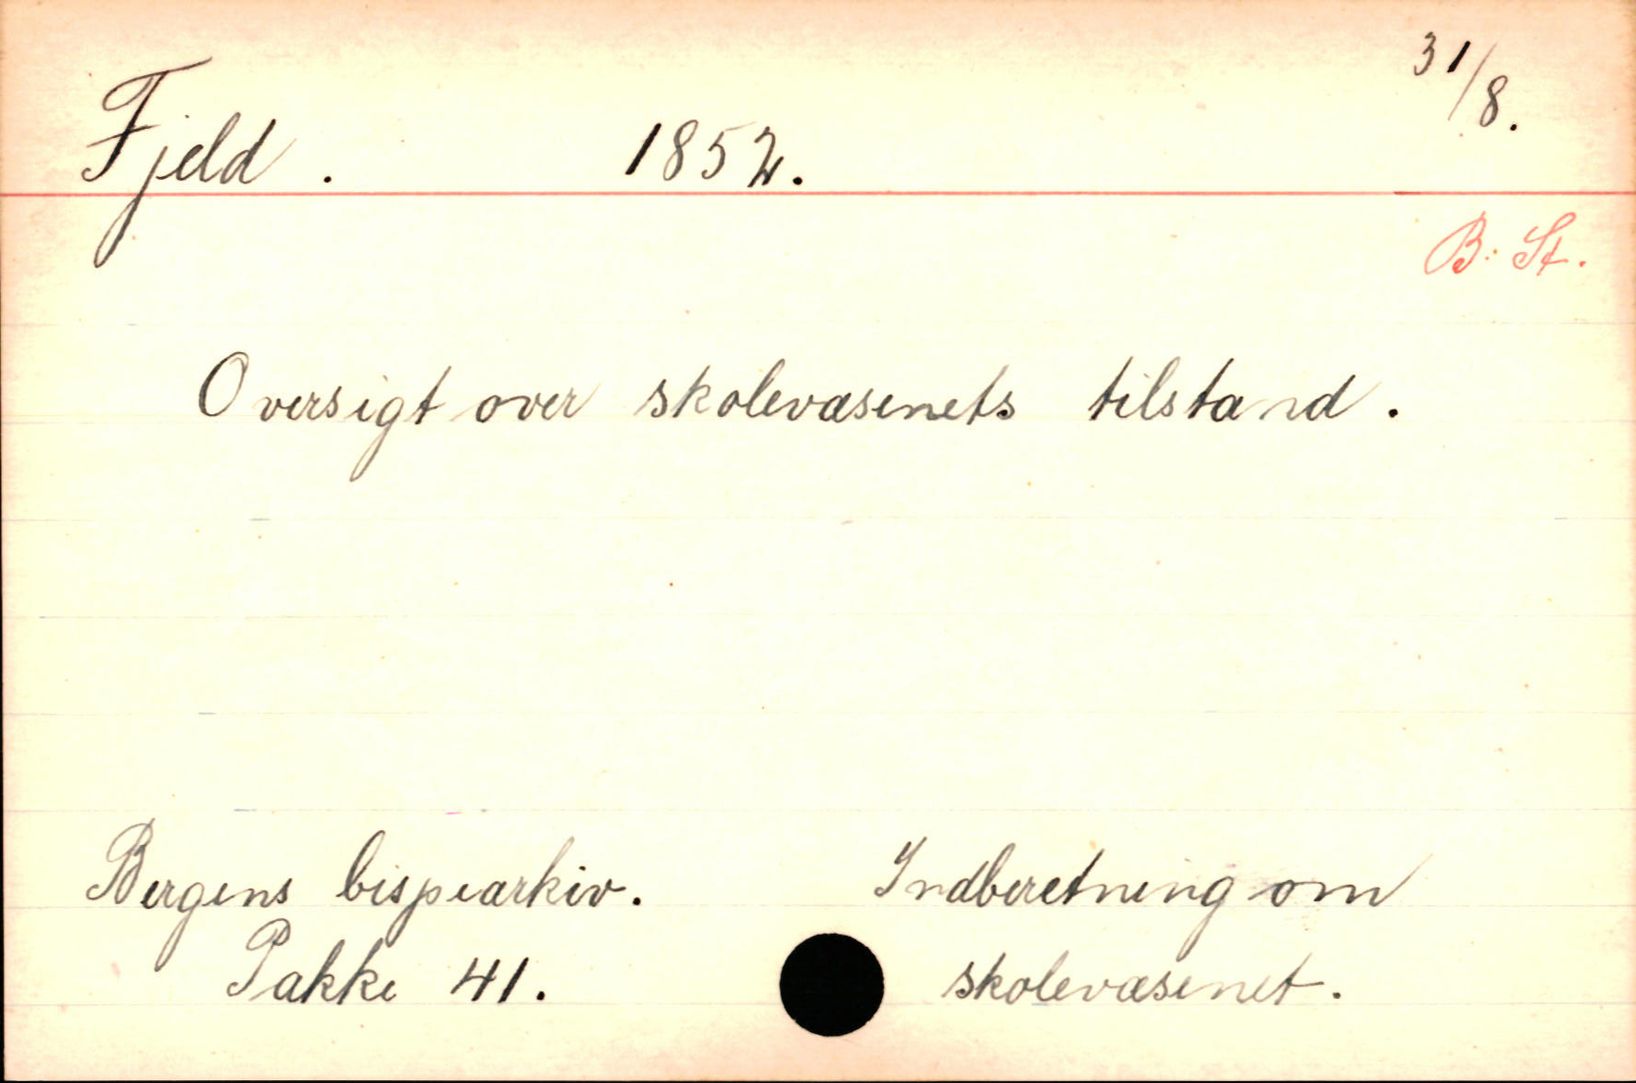 Fjeld. 1852. 31/8.
B. St.
Oversigt over skolevæsenets tilstand.
Bergens bispearkiv. Indberetning om
Pakke 41. skolevæsenet.